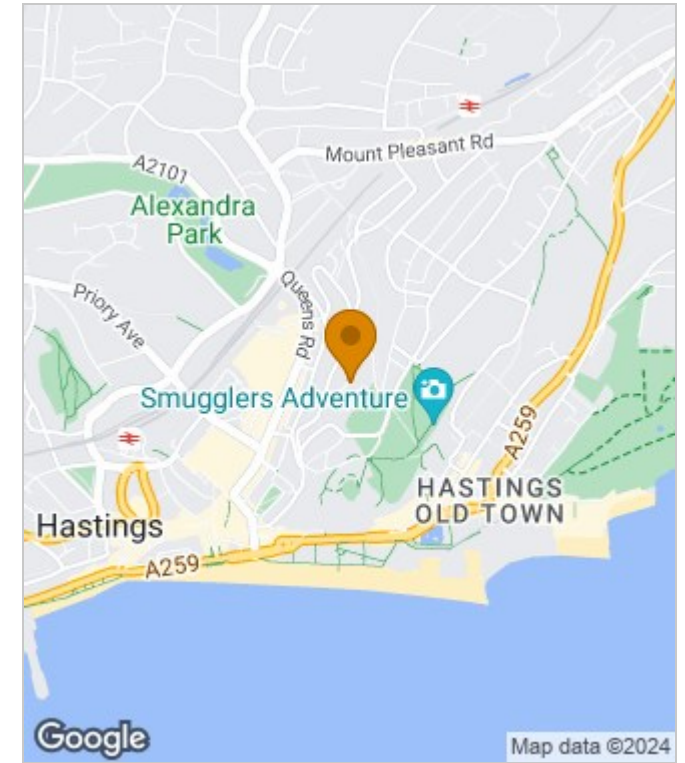 Mount Pleasant Rd
A2101
Alexandra
Park
Queens Rd
Priory Ave
Smugglers Adventure
A259
HASTINGS
OLD TOWN
Hastings
A259
Google
Map data ©2024